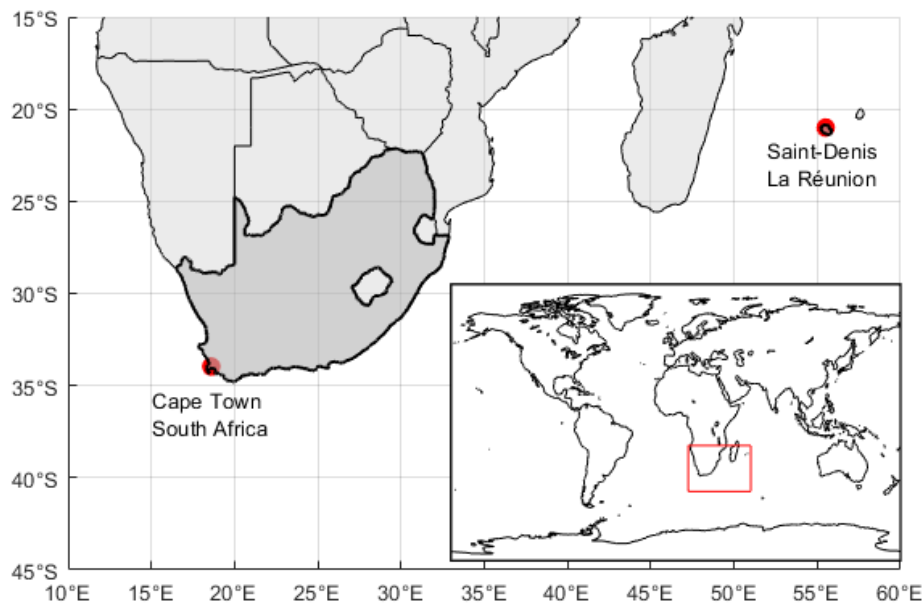 15°S
20°S
25°S
30°S
35°S
40°S
45°S
Saint-Denis
La Réunion
Cape Town
South Africa
10°E
15°E
20°E
25°E
30°E
35°E
40°E
45°E
50°E
55°E
60°E